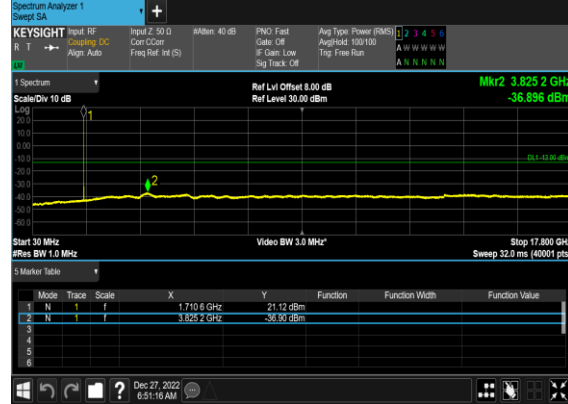 Spectrum Analyzer 1
Swept SA
+
KEYSIGHT Input: RF Input Z: 50 Ω #Atten: 40 dB PNO: Fast Avg Type: Power (RMS) 1 2 3 4 5 6
R T Coupling: DC Corr CCorr Gate: Off Avg|Hold: 100/100 A W W W W W
Align: Auto Freq Ref: Int (S) IF Gain: Low Trig: Free Run
LW Sig Track: Off A N N N N N
1 Spectrum Ref Lvl Offset 8.00 dB Mkr2 3.825 2 GHz
Scale/Div 10 dB Ref Level 30.00 dBm -36.896 dBm
Log
20.0
1
10.0
0.00
-10.0
DL1 -13.00 dBm
-20.0
-30.0
2
-40.0
-50.0
-60.0
Start 30 MHz Video BW 3.0 MHz* Stop 17.800 GHz
#Res BW 1.0 MHz Sweep 32.0 ms (40001 pts)
5 Marker Table
Mode Trace Scale X Y Function Function Width Function Value
1 N 1 f 1.710 6 GHz 21.12 dBm
2 N 1 f 3.825 2 GHz -36.90 dBm
3
4
5
6
? Dec 27, 2022
6:51:16 AM